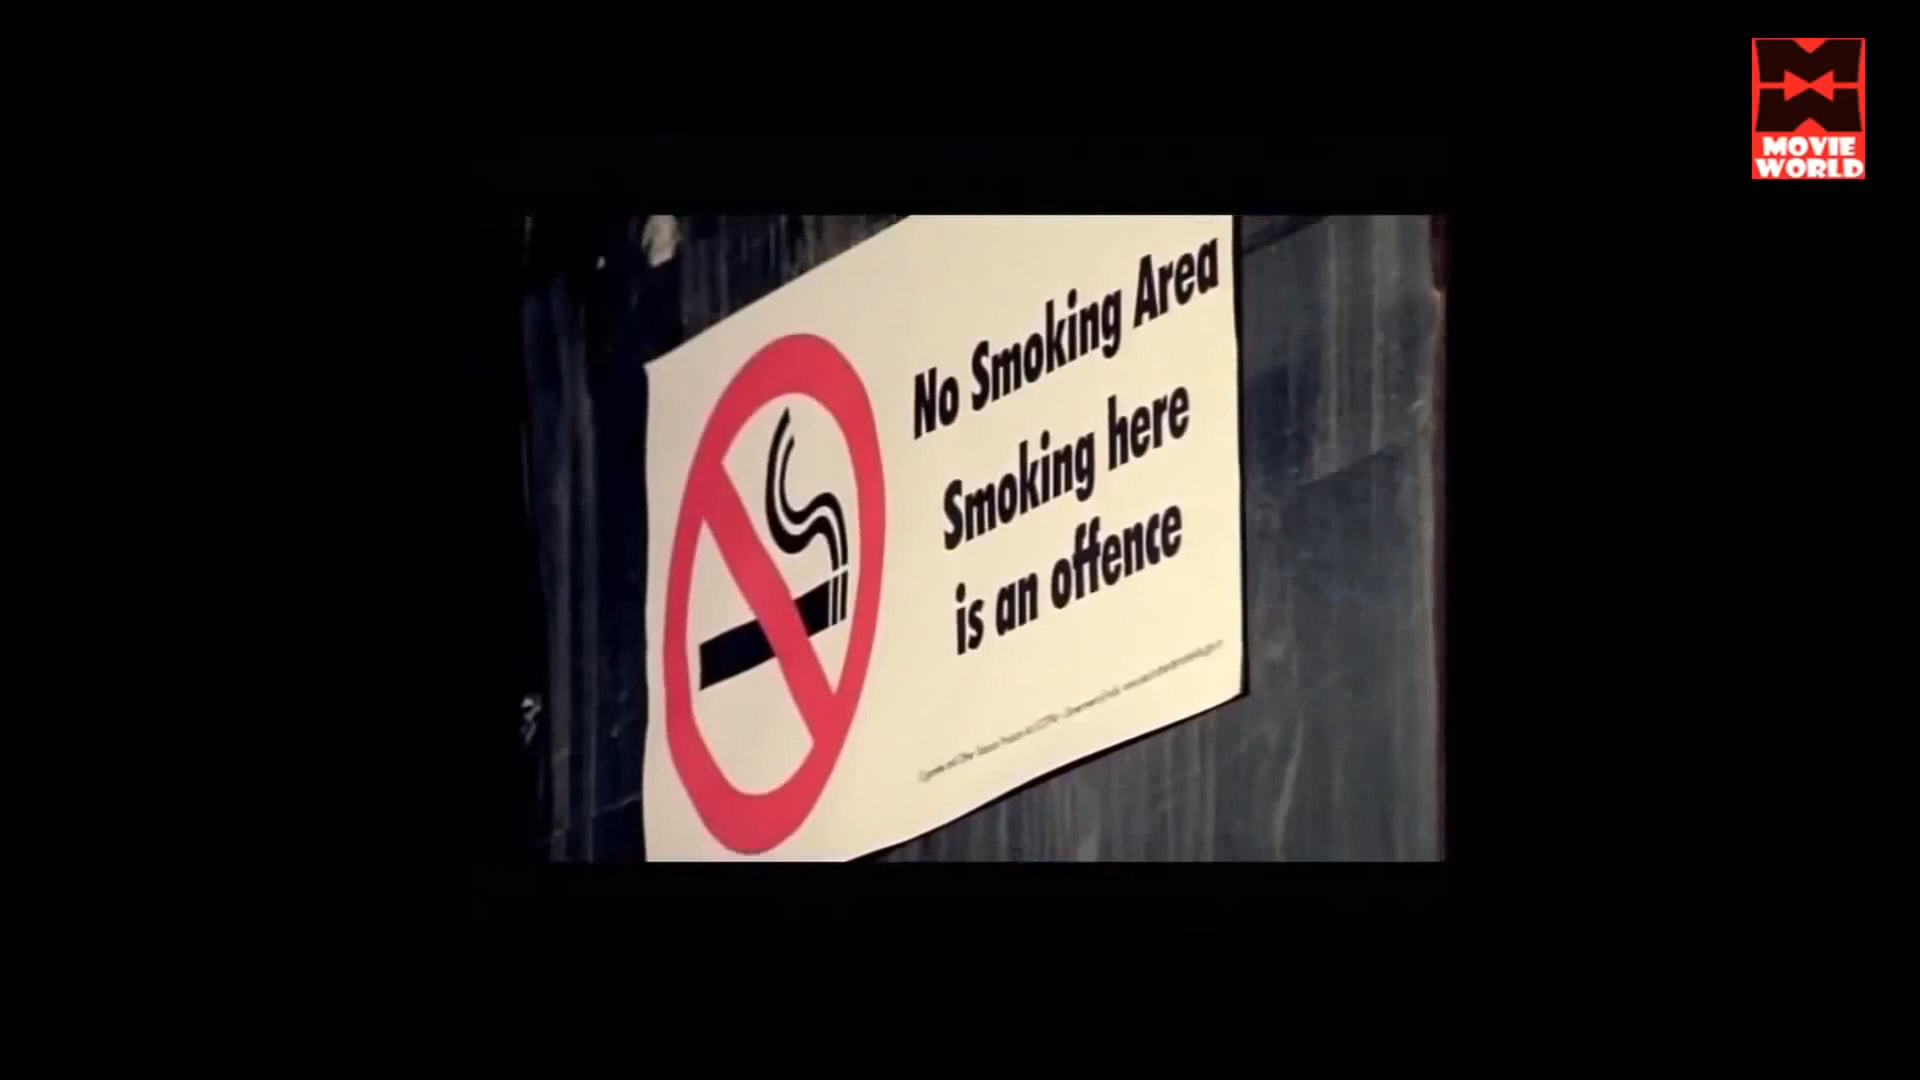 MOVIE
WORLD
No Smoking Area
Smoking here
is an offence